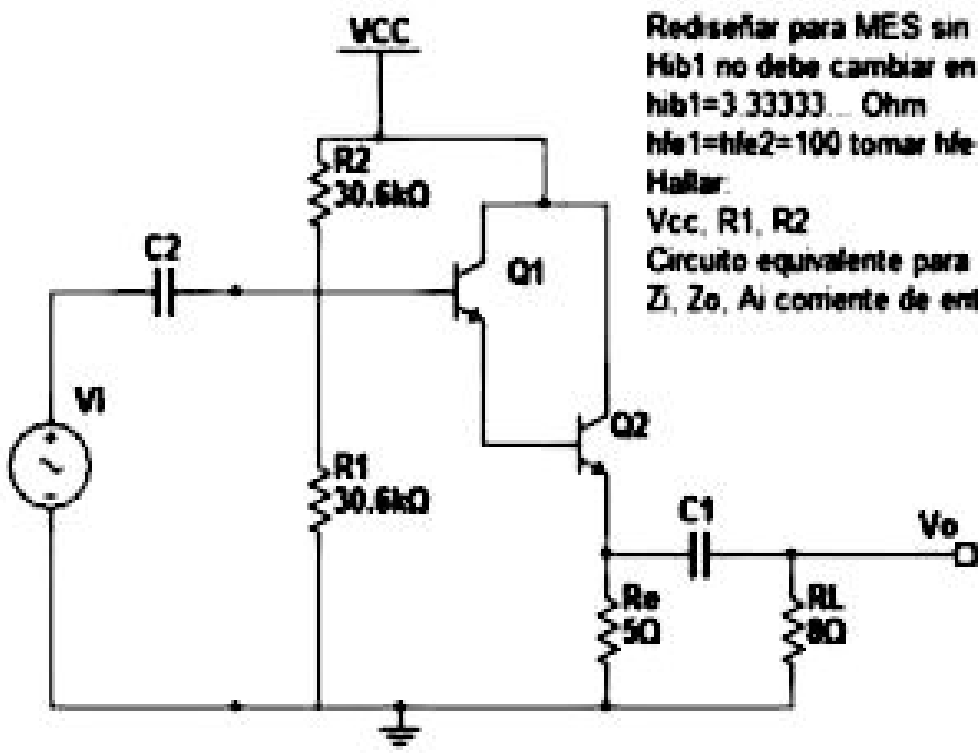 VCC
Rediseñar para MES sin
Hib1 no debe cambiar en
hib1=3.33333... Ohm
hfe1=hfe2=100 tomar hfe
Hallar:
Vcc, R1, R2
Circuito equivalente para
Zi, Zo, Ai corriente de ent
R2
30.6kΩ
C2
Q1
Vi
Q2
R1
30.6kΩ
C1
Vo
Re
5Ω
RL
8Ω